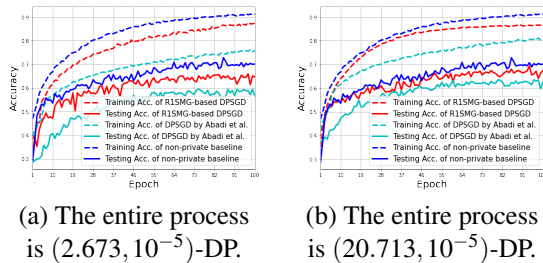 Accuracy
0.9
0.8
0.7
0.6
0.5
0.4
0.3
Training Acc. of R1SMG-based DPSGD
Testing Acc. of R1SMG-based DPSGD
Training Acc. of DPSGD by Abadi et al.
Testing Acc. of DPSGD by Abadi et al.
Training Acc. of non-private baseline
Testing Acc. of non-private baseline
1 10 19 28 37 46 55 64 73 82 91 100
Epoch
(a) The entire process
is (2.673, 10⁻⁵)-DP.
Accuracy
0.9
0.8
0.7
0.6
0.5
0.4
0.3
Training Acc. of R1SMG-based DPSGD
Testing Acc. of R1SMG-based DPSGD
Training Acc. of DPSGD by Abadi et al.
Testing Acc. of DPSGD by Abadi et al.
Training Acc. of non-private baseline
Testing Acc. of non-private baseline
1 10 19 28 37 46 55 64 73 82 91 100
Epoch
(b) The entire process
is (20.713, 10⁻⁵)-DP.